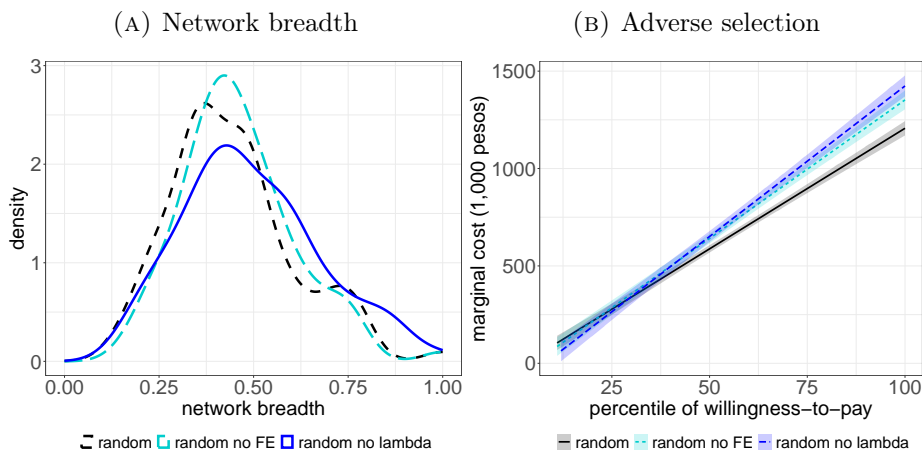 (A) Network breadth
3
2
1
0
density
0.00 0.25 0.50 0.75 1.00
network breadth
random random no FE random no lambda
(B) Adverse selection
1500
1000
500
0
marginal cost (1,000 pesos)
25 50 75 100
percentile of willingness−to−pay
random random no FE random no lambda